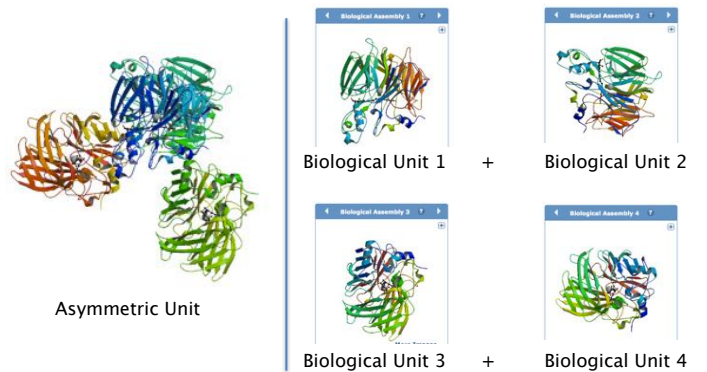 Biological Assembly 1 ?
Biological Assembly 2 ?
Biological Unit 1 + Biological Unit 2
Biological Assembly 3 ?
Biological Assembly 4 ?
Asymmetric Unit
Biological Unit 3 + Biological Unit 4